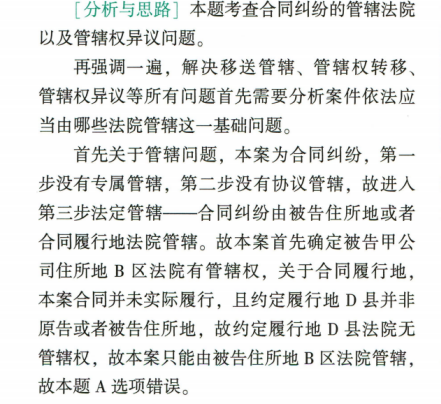 ［分析与思路］本题考查合同纠纷的管辖法院
以及管辖权异议问题。
再强调一遍，解决移送管辖、管辖权转移、
管辖权异议等所有问题首先需要分析案件依法应
当由哪些法院管辖这一基础问题。
首先关于管辖问题，本案为合同纠纷，第一
步没有专属管辖，第二步没有协议管辖，故进入
第三步法定管辖——合同纠纷由被告住所地或者
合同履行地法院管辖。故本案首先确定被告甲公
司住所地 B 区法院有管辖权，关于合同履行地，
本案合同并未实际履行，且约定履行地 D 县并非
原告或者被告住所地，故约定履行地 D 县法院无
管辖权，故本案只能由被告住所地 B 区法院管辖，
故本题 A 选项错误。